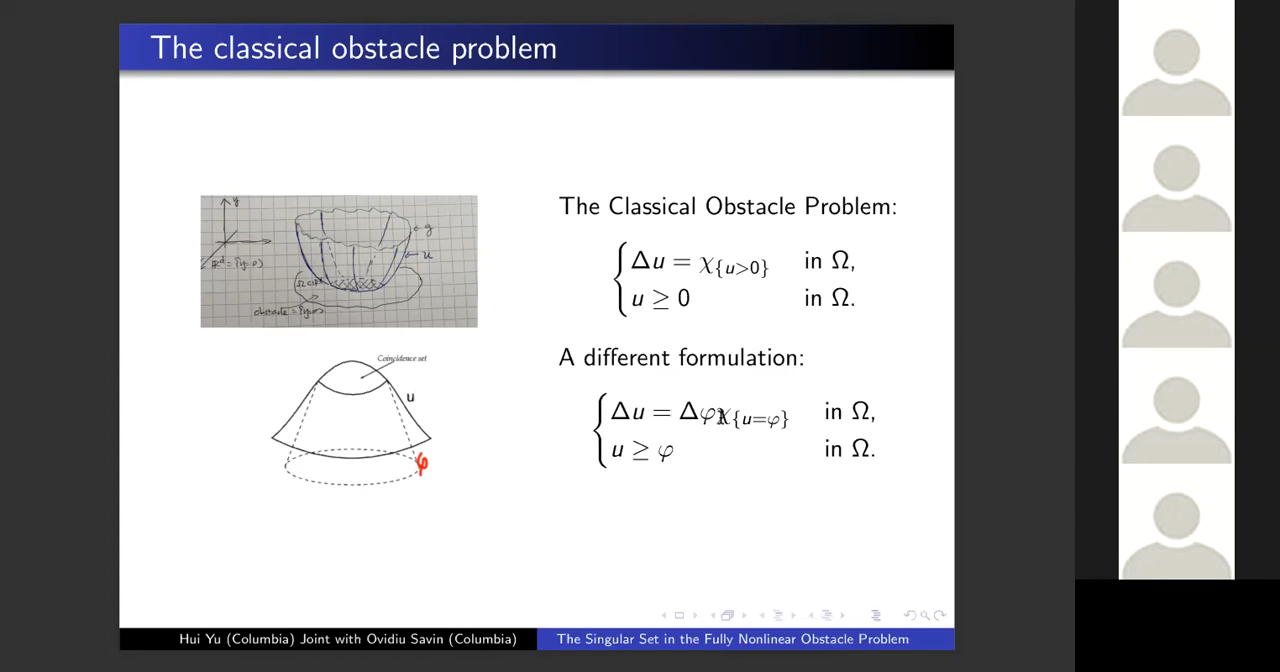 The classical obstacle problem
y
g
u
The Classical Obstacle Problem:
Δu = χ{u>0} in Ω,
u ≥ 0 in Ω.
A different formulation:
Δu = Δφχ{u=φ} in Ω,
u ≥ φ in Ω.
Coincidence set
u
φ
Hui Yu (Columbia) Joint with Ovidiu Savin (Columbia)
The Singular Set in the Fully Nonlinear Obstacle Problem